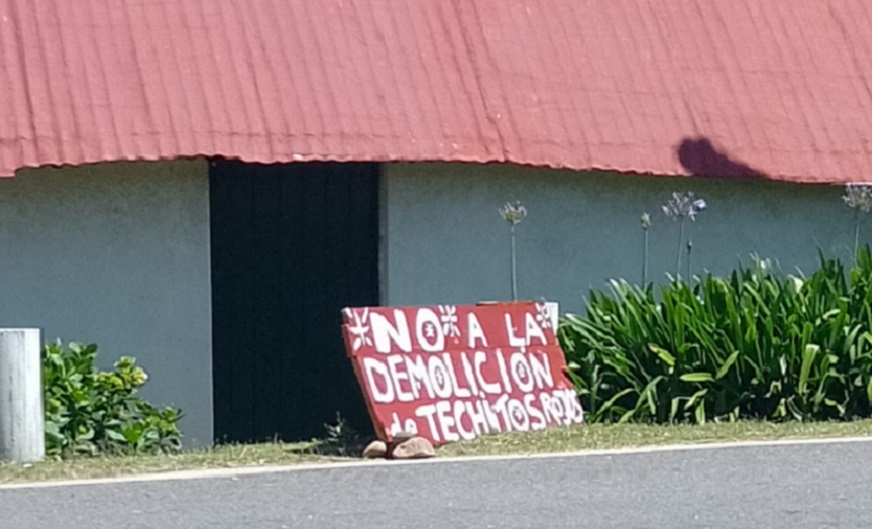 NO A LA
DEMOLICIÓN
de TECHITOS ROJOS